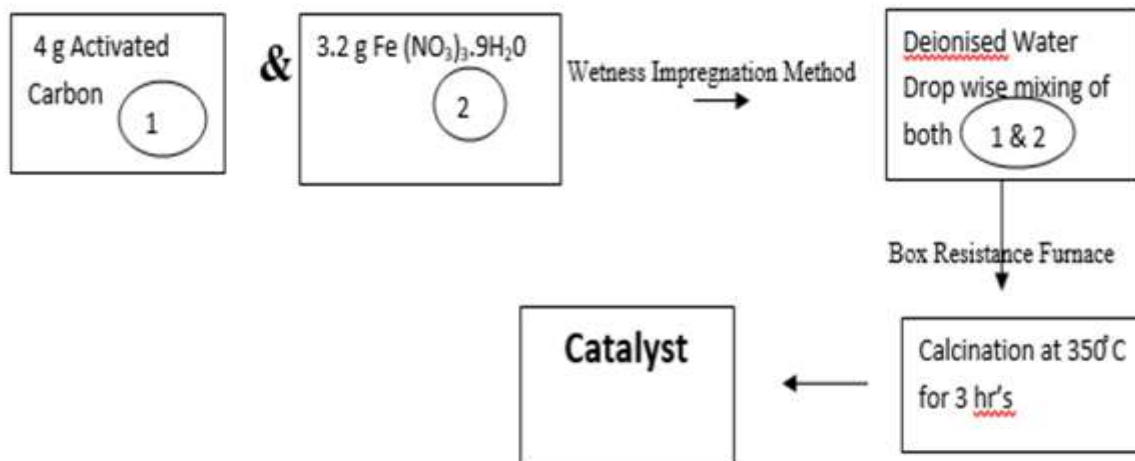 4 g Activated
Carbon
1
&
3.2 g Fe (NO₃)₃.9H₂0
2
Wetness Impregnation Method
Deionised Water
Drop wise mixing of
both 1 & 2
Box Resistance Furnace
Calcination at 350°C
for 3 hr's
Catalyst